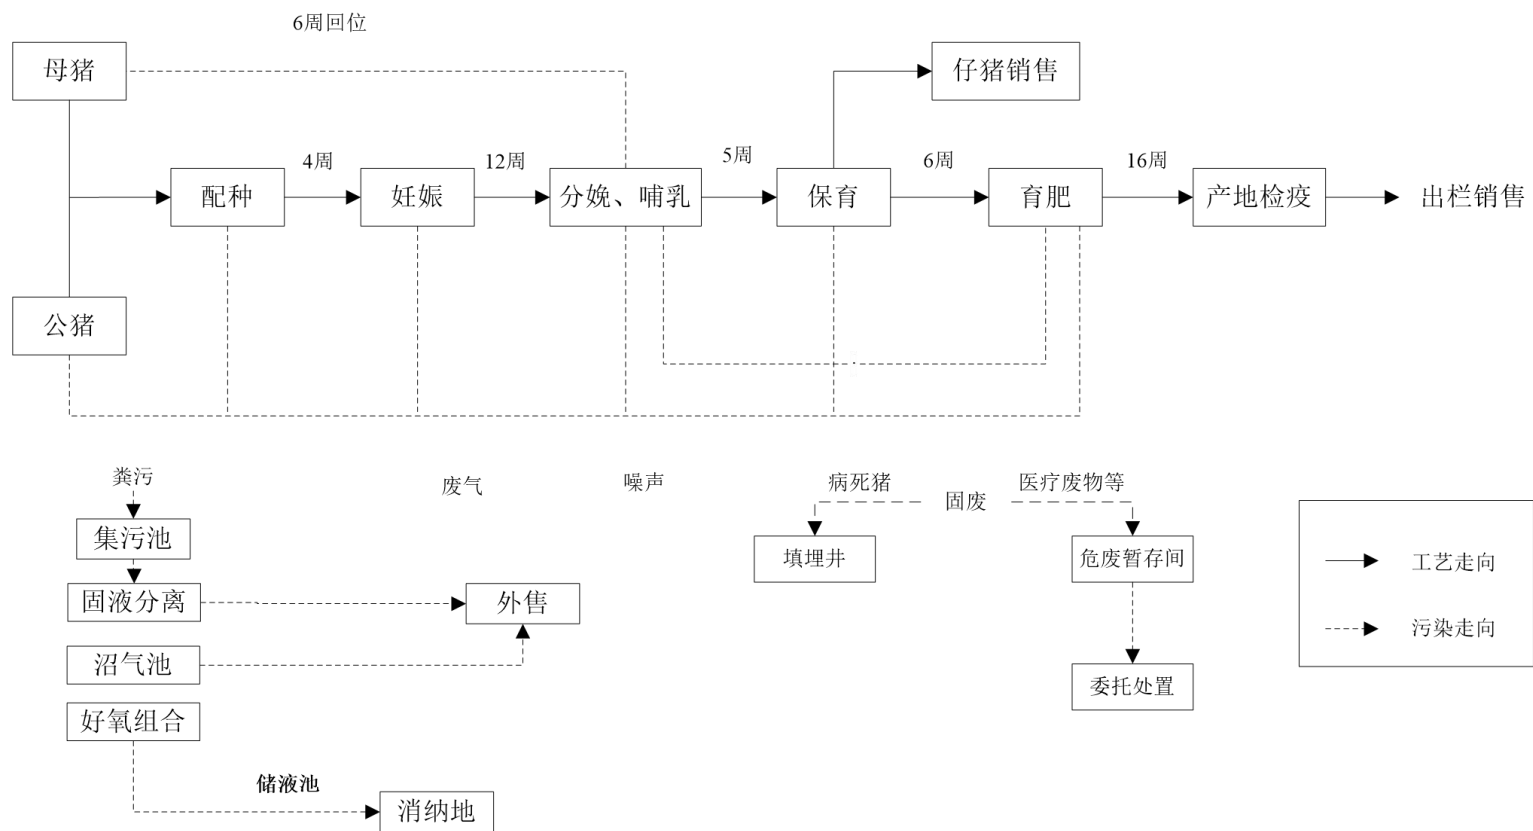 6周回位
母猪
仔猪销售
4周
12周
5周
6周
16周
配种
妊娠
分娩、哺乳
保育
育肥
产地检疫
出栏销售
公猪
粪污
废气
噪声
病死猪
固废
医疗废物等
集污池
填埋井
危废暂存间
工艺走向
固液分离
外售
污染走向
沼气池
委托处置
好氧组合
储液池
消纳地